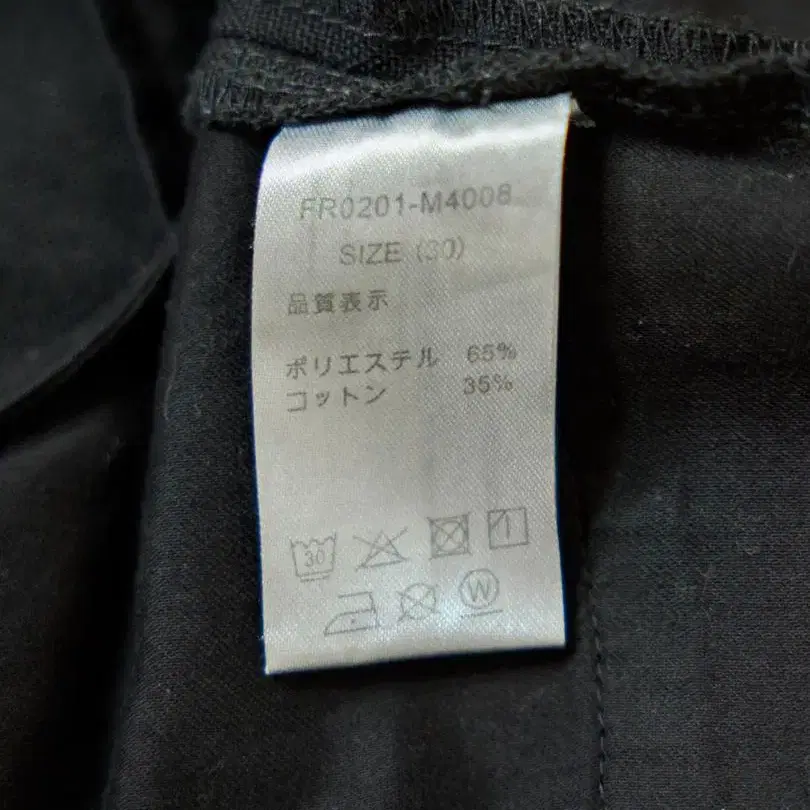 FR0201-M4008
SIZE (30)
品質表示
ポリエステル 65%
コットン 35%
30
W